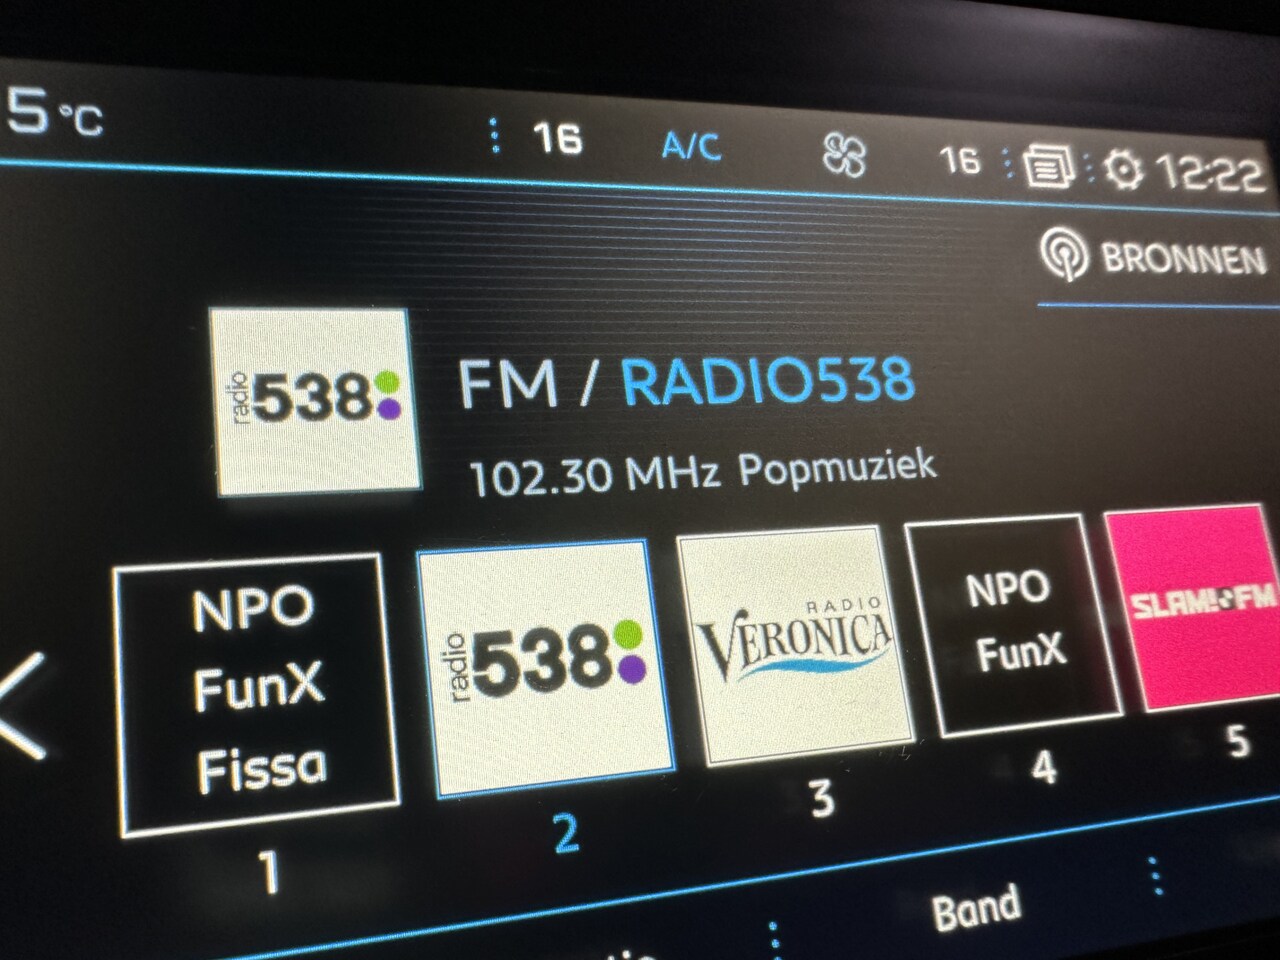 5 °C
16 A/C 16 12:22
BRONNEN
radio 538
FM / RADIO538
102.30 MHz Popmuziek
NPO
FunX
Fissa
radio 538
RADIO
VERONICA
NPO
FunX
SLAM! FM
1
2
3
4
5
Band